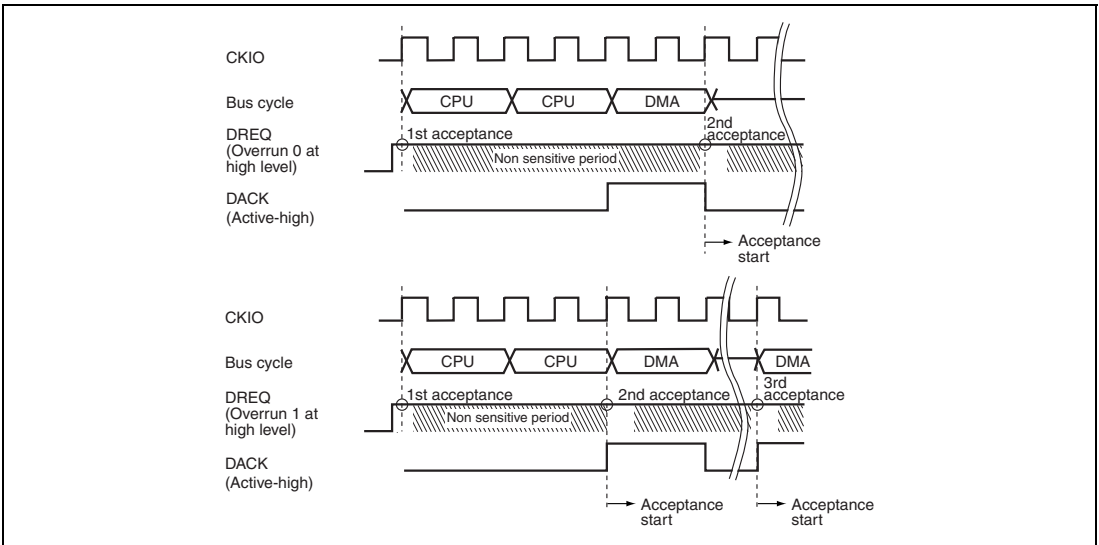 CKIO
Bus cycle
CPU
CPU
DMA
DREQ
(Overrun 0 at
high level)
1st acceptance
2nd
acceptance
Non sensitive period
DACK
(Active-high)
Acceptance
start
CKIO
Bus cycle
CPU
CPU
DMA
DMA
DREQ
(Overrun 1 at
high level)
1st acceptance
2nd acceptance
3rd
acceptance
Non sensitive period
DACK
(Active-high)
Acceptance
start
Acceptance
start